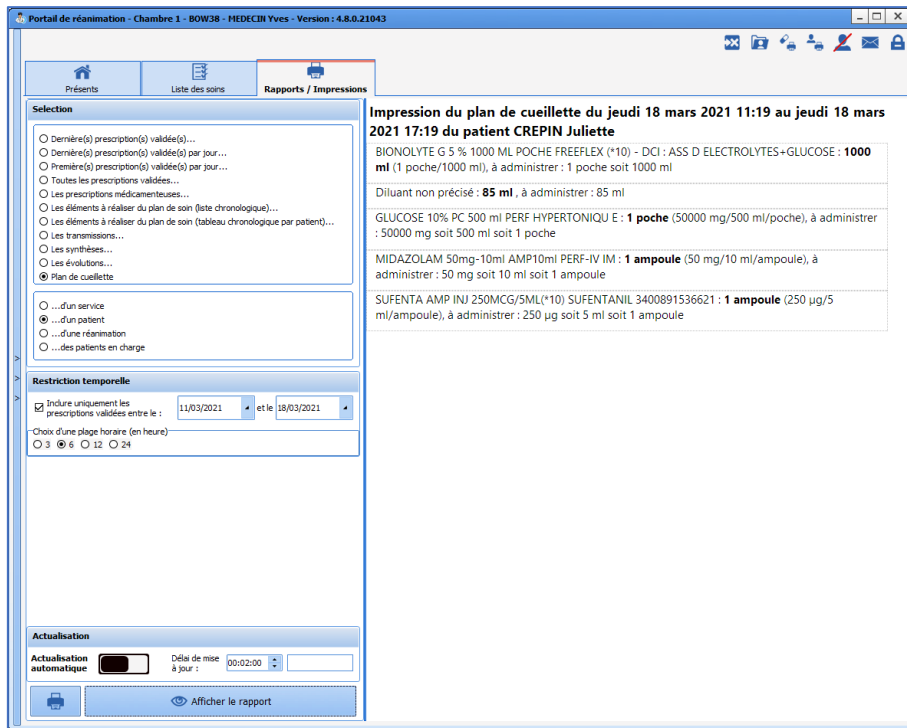 Portail de réanimation - Chambre 1 - BOW38 - MEDECIN Yves - Version : 4.8.0.21043
Présents
Liste des soins
Rapports / Impressions
Selection
Dernière(s) prescription(s) validée(s)...
Dernière(s) prescription(s) validée(s) par jour...
Première(s) prescription(s) validée(s) par jour...
Toutes les prescriptions validées...
Les prescriptions médicamenteuses...
Les éléments à réaliser du plan de soin (liste chronologique)...
Les éléments à réaliser du plan de soin (tableau chronologique par patient)...
Les transmissions...
Les synthèses...
Les évolutions...
Plan de cueillette
...d'un service
...d'un patient
...d'une réanimation
...des patients en charge
Restriction temporelle
Inclure uniquement les
prescriptions validées entre le :
11/03/2021
et le
18/03/2021
Choix d'une plage horaire (en heure)
3 6 12 24
Actualisation
Actualisation
automatique
Délai de mise
à jour :
00:02:00
Afficher le rapport
Impression du plan de cueillette du jeudi 18 mars 2021 11:19 au jeudi 18 mars
2021 17:19 du patient CREPIN Juliette
BIONOLYTE G 5 % 1000 ML POCHE FREEFLEX (*10) - DCI : ASS D ELECTROLYTES+GLUCOSE : 1000
ml (1 poche/1000 ml), à administrer : 1 poche soit 1000 ml
Diluant non précisé : 85 ml , à administrer : 85 ml
GLUCOSE 10% PC 500 ml PERF HYPERTONIQU E : 1 poche (50000 mg/500 ml/poche), à administrer
: 50000 mg soit 500 ml soit 1 poche
MIDAZOLAM 50mg-10ml AMP10ml PERF-IV IM : 1 ampoule (50 mg/10 ml/ampoule), à
administrer : 50 mg soit 10 ml soit 1 ampoule
SUFENTA AMP INJ 250MCG/5ML(*10) SUFENTANIL 3400891536621 : 1 ampoule (250 µg/5
ml/ampoule), à administrer : 250 µg soit 5 ml soit 1 ampoule